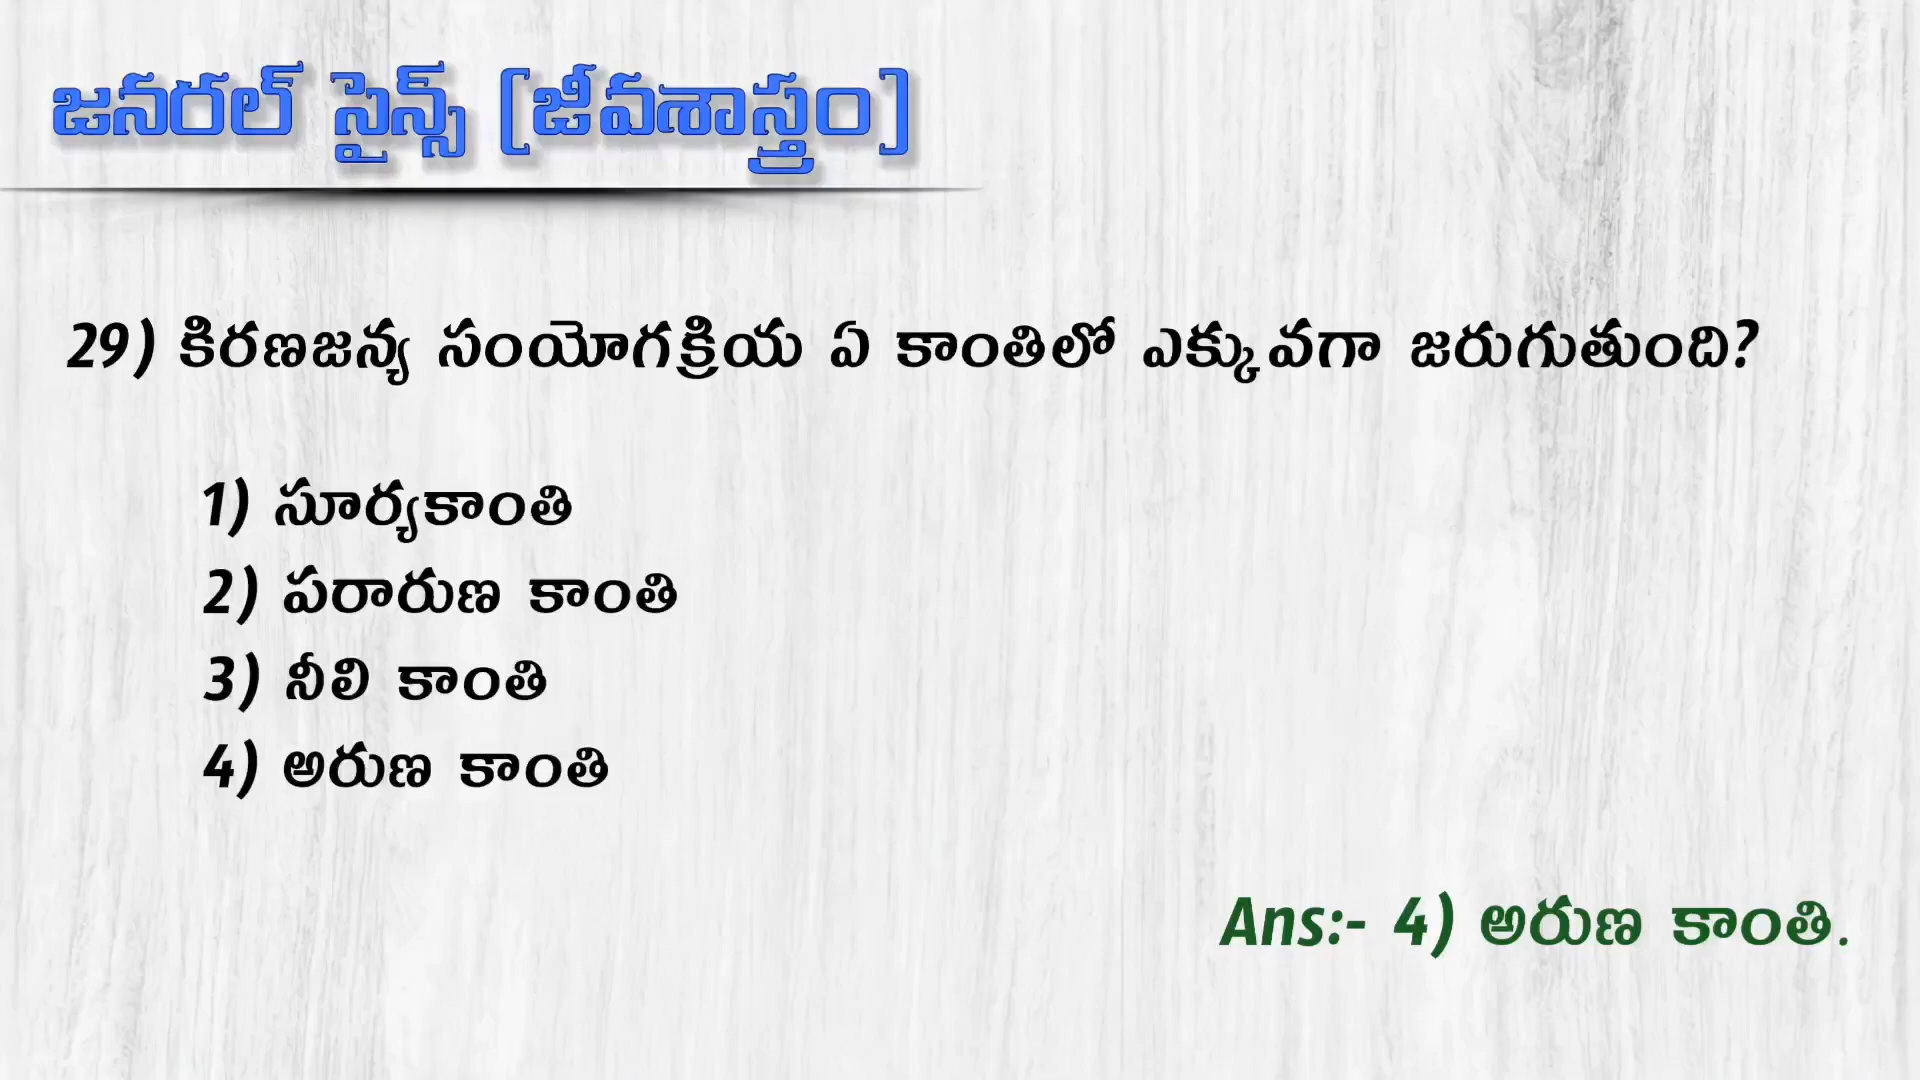 జనరల్ సైన్స్ [జీవశాస్త్రం]
29) కిరణజన్య సంయోగక్రియ ఏ కాంతిలో ఎక్కువగా జరుగుతుంది?
1) సూర్యకాంతి
2) పరారుణ కాంతి
3) నీలి కాంతి
4) అరుణ కాంతి
Ans:- 4) అరుణ కాంతి.